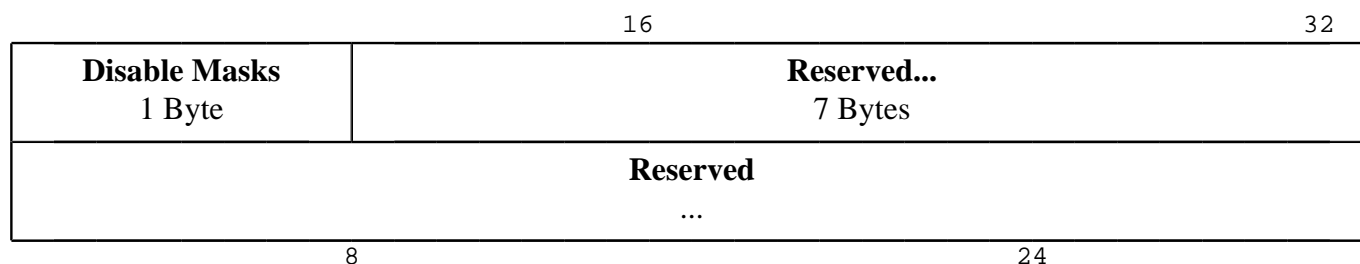 16 32
Disable Masks Reserved...
1 Byte 7 Bytes
Reserved
...
8 24